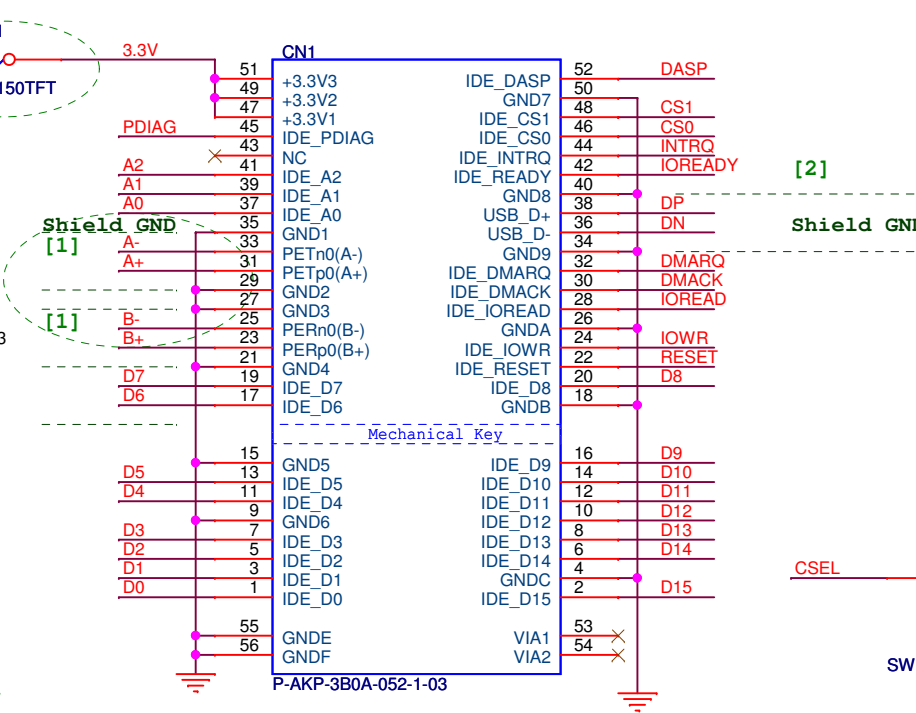 CN1
3.3V
150TFT
51 +3.3V3 IDE_DASP 52 DASP
49 +3.3V2 GND7 50
47 +3.3V1 IDE_CS1 48 CS1
PDIAG 45 IDE_PDIAG IDE_CS0 46 CS0
43 NC IDE_INTRQ 44 INTRQ
A2 41 IDE_A2 IDE_READY 42 IOREADY
[2]
A1 39 IDE_A1 GND8 40
A0 37 IDE_A0 USB_D+ 38 DP
Shield GND 35 GND1 USB_D- 36 DN Shield GN
[1] A- 33 PETn0(A-) GND9 34
A+ 31 PETp0(A+) IDE_DMARQ 32 DMARQ
29 GND2 IDE_DMACK 30 DMACK
27 GND3 IDE_IOREAD 28 IOREAD
[1] B- 25 PERn0(B-) GNDA 26
B+ 23 PERp0(B+) IDE_IOWR 24 IOWR
21 GND4 IDE_RESET 22 RESET
D7 19 IDE_D7 IDE_D8 20 D8
D6 17 IDE_D6 GNDB 18
Mechanical Key
15 GND5 IDE_D9 16 D9
D5 13 IDE_D5 IDE_D10 14 D10
D4 11 IDE_D4 IDE_D11 12 D11
9 GND6 IDE_D12 10 D12
D3 7 IDE_D3 IDE_D13 8 D13
D2 5 IDE_D2 IDE_D14 6 D14
D1 3 IDE_D1 GNDC 4 CSEL
D0 1 IDE_D0 IDE_D15 2 D15
55 GNDE VIA1 53
56 GNDF VIA2 54
SW
P-AKP-3B0A-052-1-03